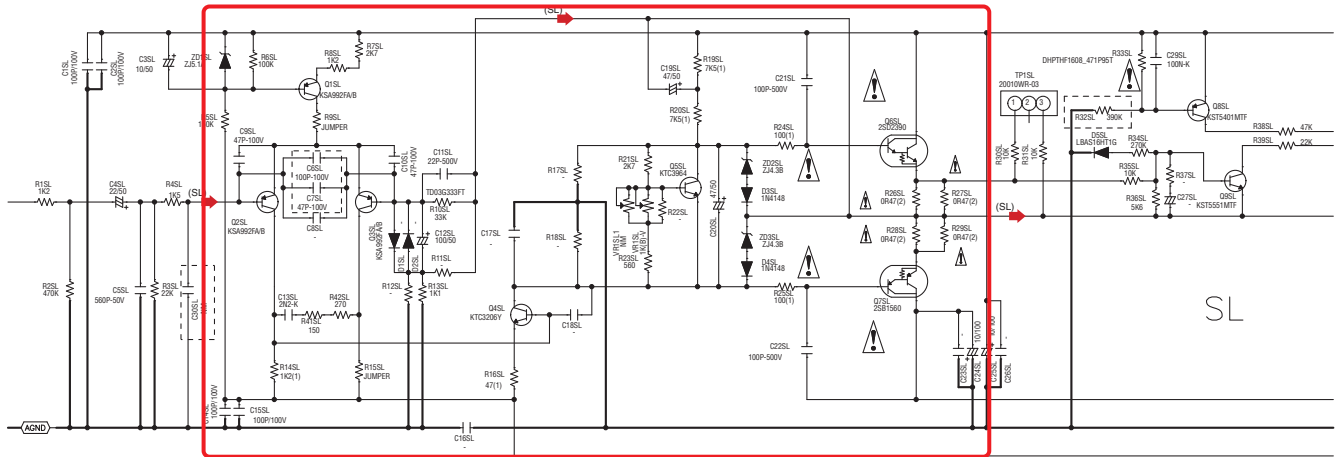 (SL)
C1SL
100P/100V
C2SL
100P/100V
C3SL
10/50
ZD1SL
ZJ5.1A
R6SL
100K
R8SL
1K2
R7SL
2K7
Q1SL
KSA992FA/B
R9SL
JUMPER
C9SL
47P-100V
C6SL
100P-100V
C7SL
47P-100V
C8SL
-
C10SL
47P-100V
C11SL
22P-500V
TD03G333FT
R10SL
33K
C12SL
100/50
R11SL
-
R1SL
1K2
C4SL
22/50
R4SL
1K5
(SL)
Q2SL
KSA992FA/B
Q3SL
KSA992FA/B
D1SL
-
D2SL
-
R12SL
-
R13SL
1K1
R2SL
470K
C5SL
560P-50V
R3SL
22K
C30SL
NM
C13SL
2N2-K
R41SL
150
R42SL
270
R14SL
1K2(1)
R15SL
JUMPER
100P/100V
C15SL
100P/100V
AGND
C16SL
-
C19SL
47/50
R19SL
7K5(1)
R20SL
7K5(1)
R17SL
-
R18SL
-
C17SL
-
R21SL
2K7
Q5SL
KTC3964
VR1SL1
NM
VR1SL
1K(B)-V
R22SL
-
R23SL
560
47/50
C20SL
Q4SL
KTC3206Y
C18SL
-
R16SL
47(1)
C21SL
100P-500V
R24SL
100(1)
ZD2SL
ZJ4.3B
D3SL
1N4148
ZD3SL
ZJ4.3B
D4SL
1N4148
R25SL
100(1)
C22SL
100P-500V
Q6SL
2SD2390
R26SL
0R47(2)
R27SL
0R47(2)
R28SL
0R47(2)
R29SL
0R47(2)
Q7SL
2SB1560
C23SL
-
C24SL
10/100
C25SL
10/100
C26SL
-
(SL)
DHPTHF1608_471P95T
TP1SL
20010WR-03
1
2
3
R30SL
10K
R31SL
10K
R33SL
C29SL
100N-K
R32SL
390K
D5SL
LBAS16HT1G
R34SL
270K
R35SL
10K
R36SL
5K6
R37SL
-
C27SL
-
Q8SL
KST5401MTF
R38SL
47K
R39SL
22K
Q9SL
KST5551MTF
SL